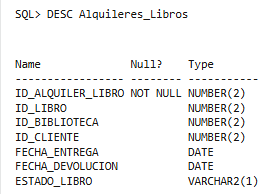 SQL> DESC Alquileres_Libros
Name Null? Type
----------------- -------- ------------
ID_ALQUILER_LIBRO NOT NULL NUMBER(2)
ID_LIBRO NUMBER(2)
ID_BIBLIOTECA NUMBER(2)
ID_CLIENTE NUMBER(2)
FECHA_ENTREGA DATE
FECHA_DEVOLUCION DATE
ESTADO_LIBRO VARCHAR2(1)